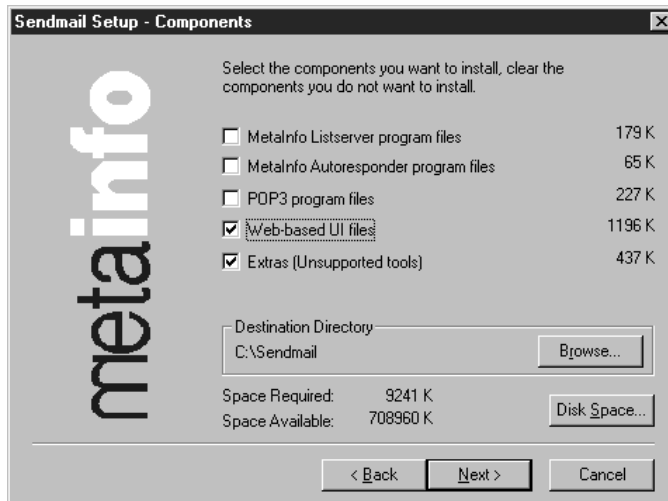 Sendmail Setup - Components
metainfo
Select the components you want to install, clear the
components you do not want to install.
MetaInfo Listserver program files 179 K
MetaInfo Autoresponder program files 65 K
POP3 program files 227 K
Web-based UI files 1196 K
Extras (Unsupported tools) 437 K
Destination Directory
C:\Sendmail Browse...
Space Required: 9241 K
Space Available: 708960 K
Disk Space...
< Back Next > Cancel